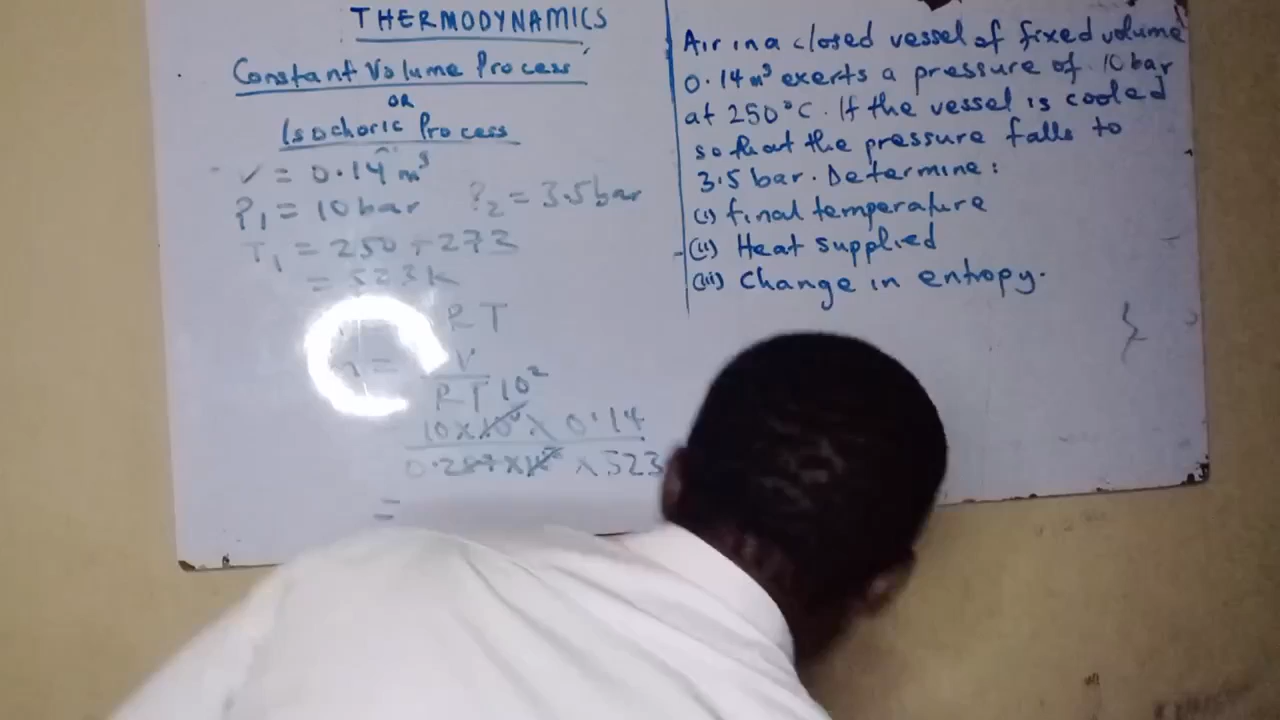 THERMODYNAMICS
Constant Volume Process
OR
Isochoric Process
V = 0.14 m³
P₁ = 10 bar P₂ = 3.5 bar
T₁ = 250 + 273
= 523K
RT
= V
RT 10²
10 x x 0.14
0.287 x x 523
=
Air in a closed vessel of fixed volume
0.14 m³ exerts a pressure of 10 bar
at 250°C. If the vessel is cooled
so that the pressure falls to
3.5 bar. Determine:
(i) final temperature
(ii) Heat supplied
(iii) Change in entropy.